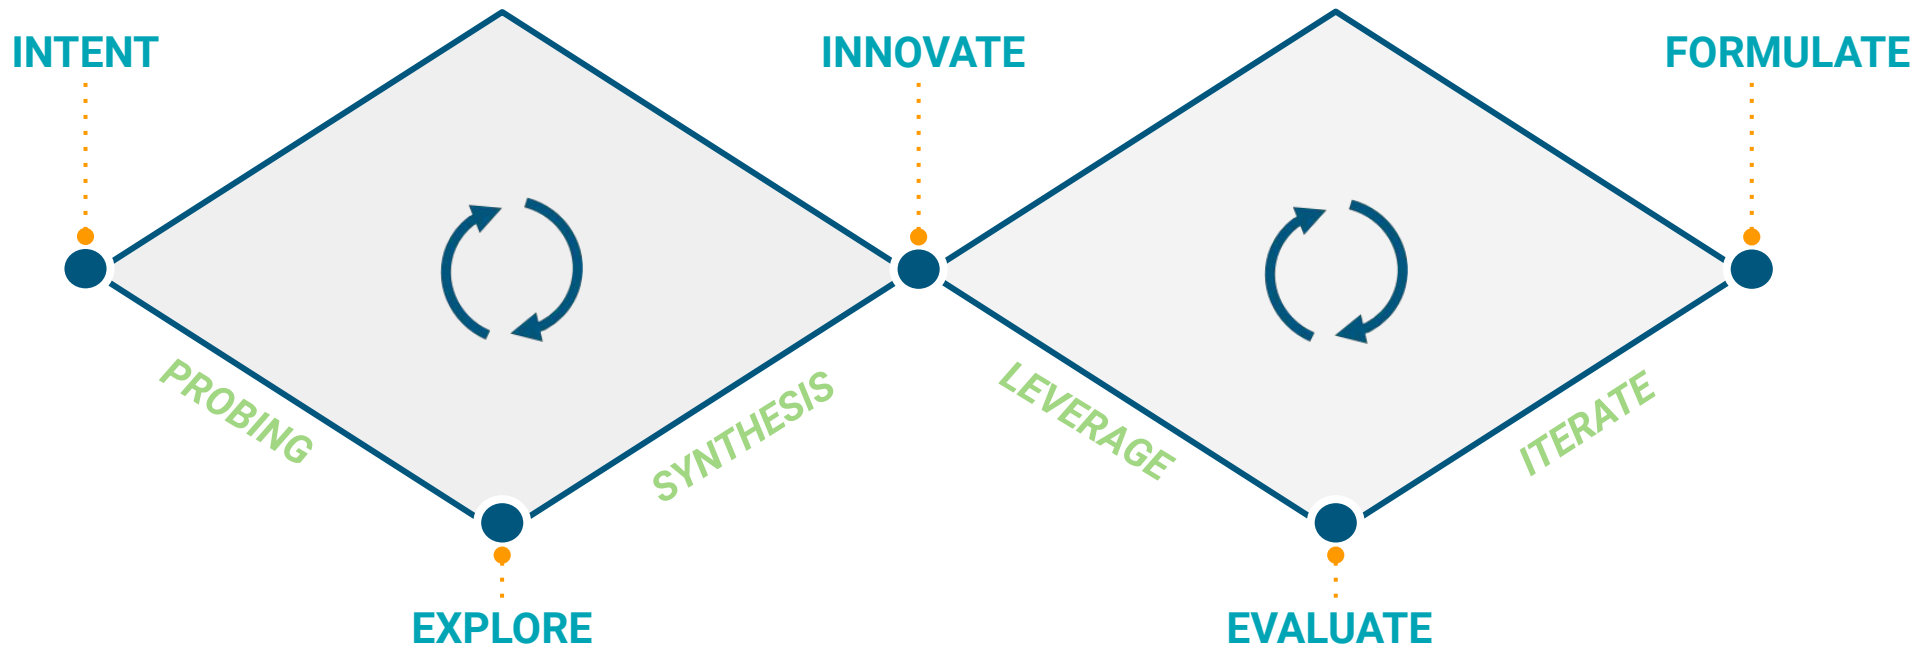 INTENT
INNOVATE
FORMULATE
PROBING
SYNTHESIS
LEVERAGE
ITERATE
EXPLORE
EVALUATE